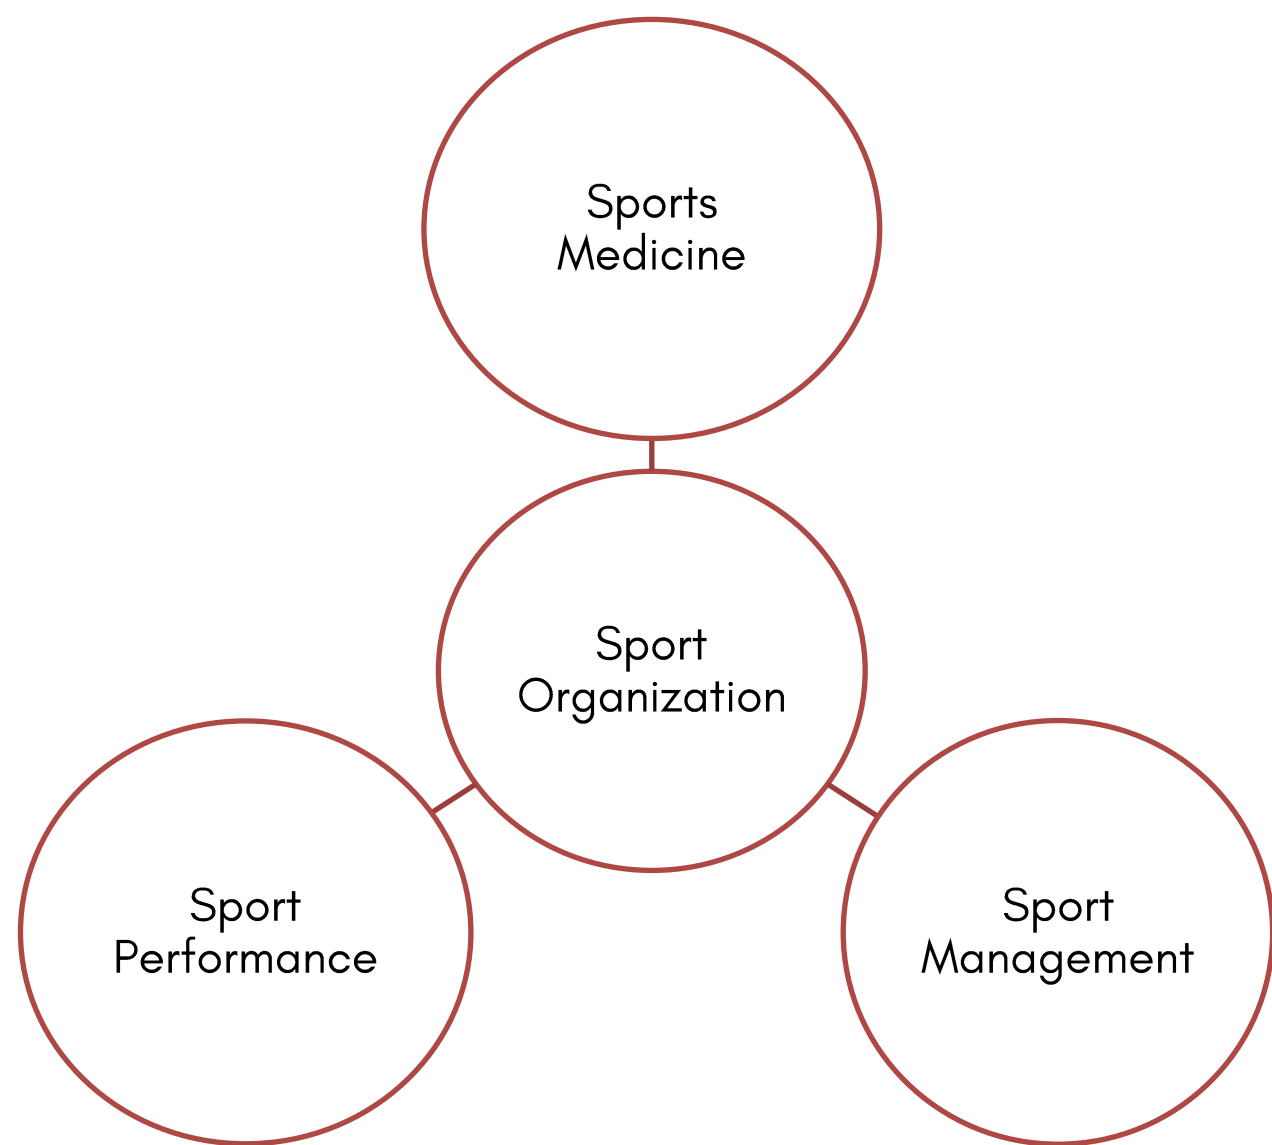 Sports
Medicine
Sport
Organization
Sport
Performance
Sport
Management